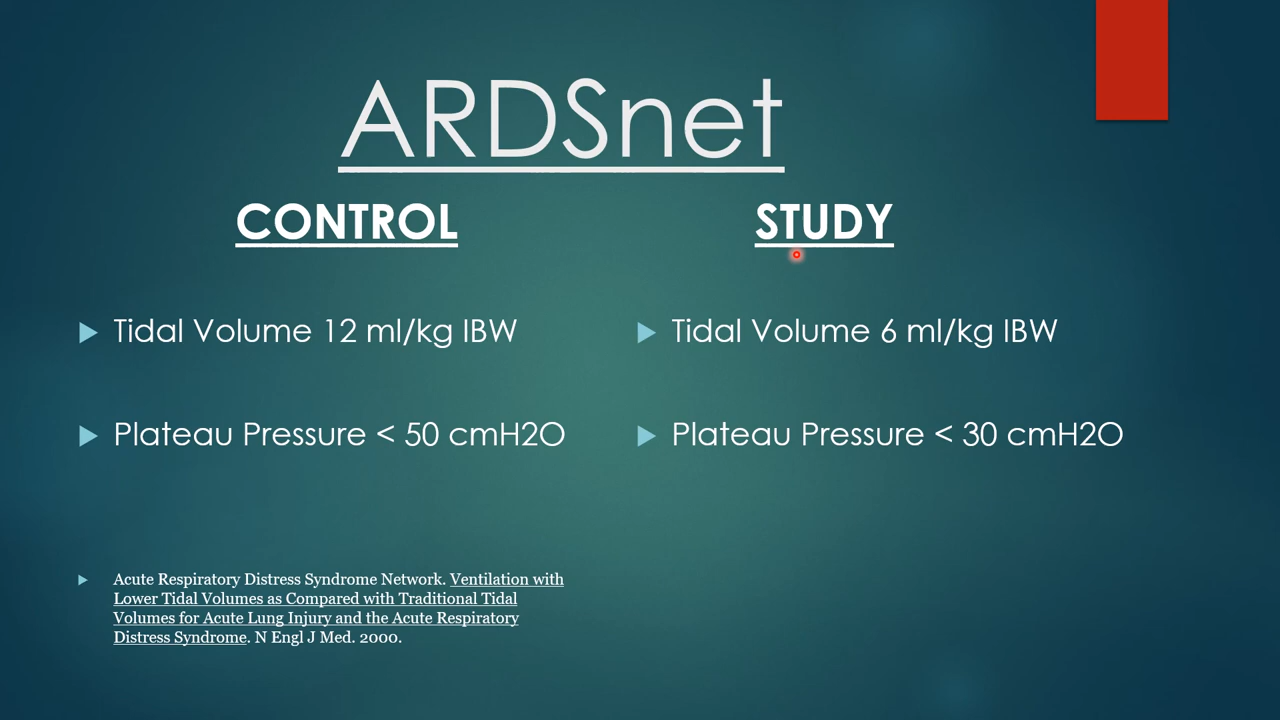 ARDSnet
CONTROL
Tidal Volume 12 ml/kg IBW
Plateau Pressure < 50 cmH2O
Acute Respiratory Distress Syndrome Network. Ventilation with
Lower Tidal Volumes as Compared with Traditional Tidal
Volumes for Acute Lung Injury and the Acute Respiratory
Distress Syndrome. N Engl J Med. 2000.
STUDY
Tidal Volume 6 ml/kg IBW
Plateau Pressure < 30 cmH2O